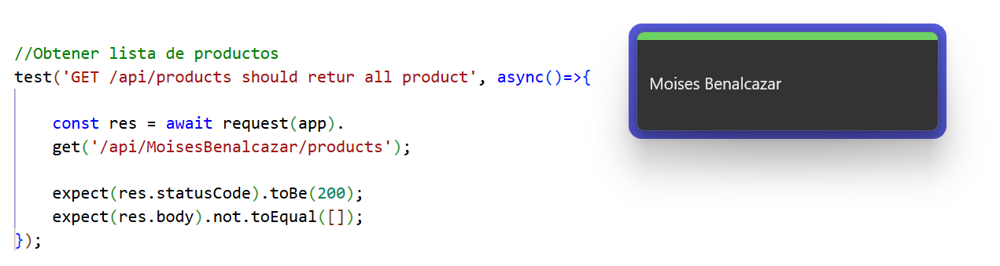 //Obtener lista de productos
test('GET /api/products should retur all product', async()=>{
const res = await request(app).
get('/api/MoisesBenalcazar/products');
expect(res.statusCode).toBe(200);
expect(res.body).not.toEqual([]);
});
Moises Benalcazar